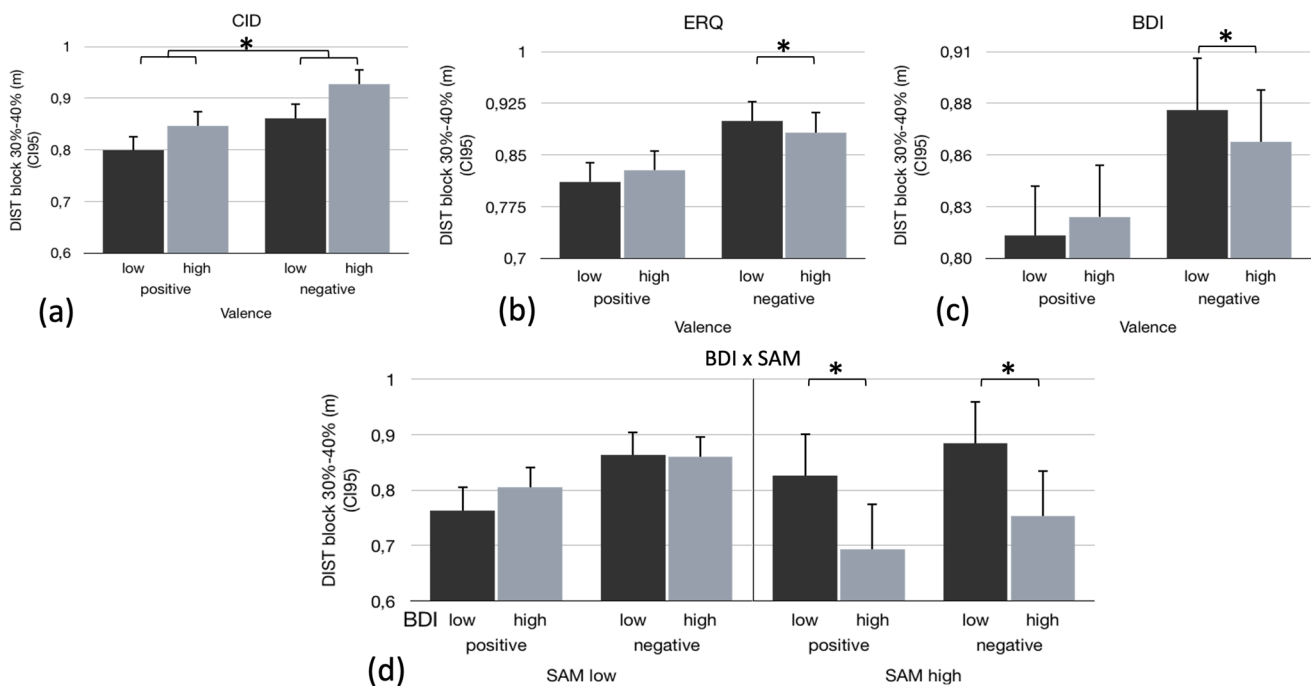 CID
*
DIST block 30%-40% (m)
(CI95)
1
0,9
0,8
0,7
0,6
low high low high
positive negative
Valence
(a)
ERQ
*
DIST block 30%-40% (m)
(CI95)
1
0,925
0,85
0,775
0,7
low high low high
positive negative
Valence
(b)
BDI
*
DIST block 30%-40% (m)
(CI95)
0,91
0,88
0,86
0,83
0,80
low high low high
positive negative
Valence
(c)
BDI x SAM
* *
DIST block 30%-40% (m)
(CI95)
1
0,9
0,8
0,7
0,6
BDI low high low high low high low high
positive negative positive negative
SAM low SAM high
(d)